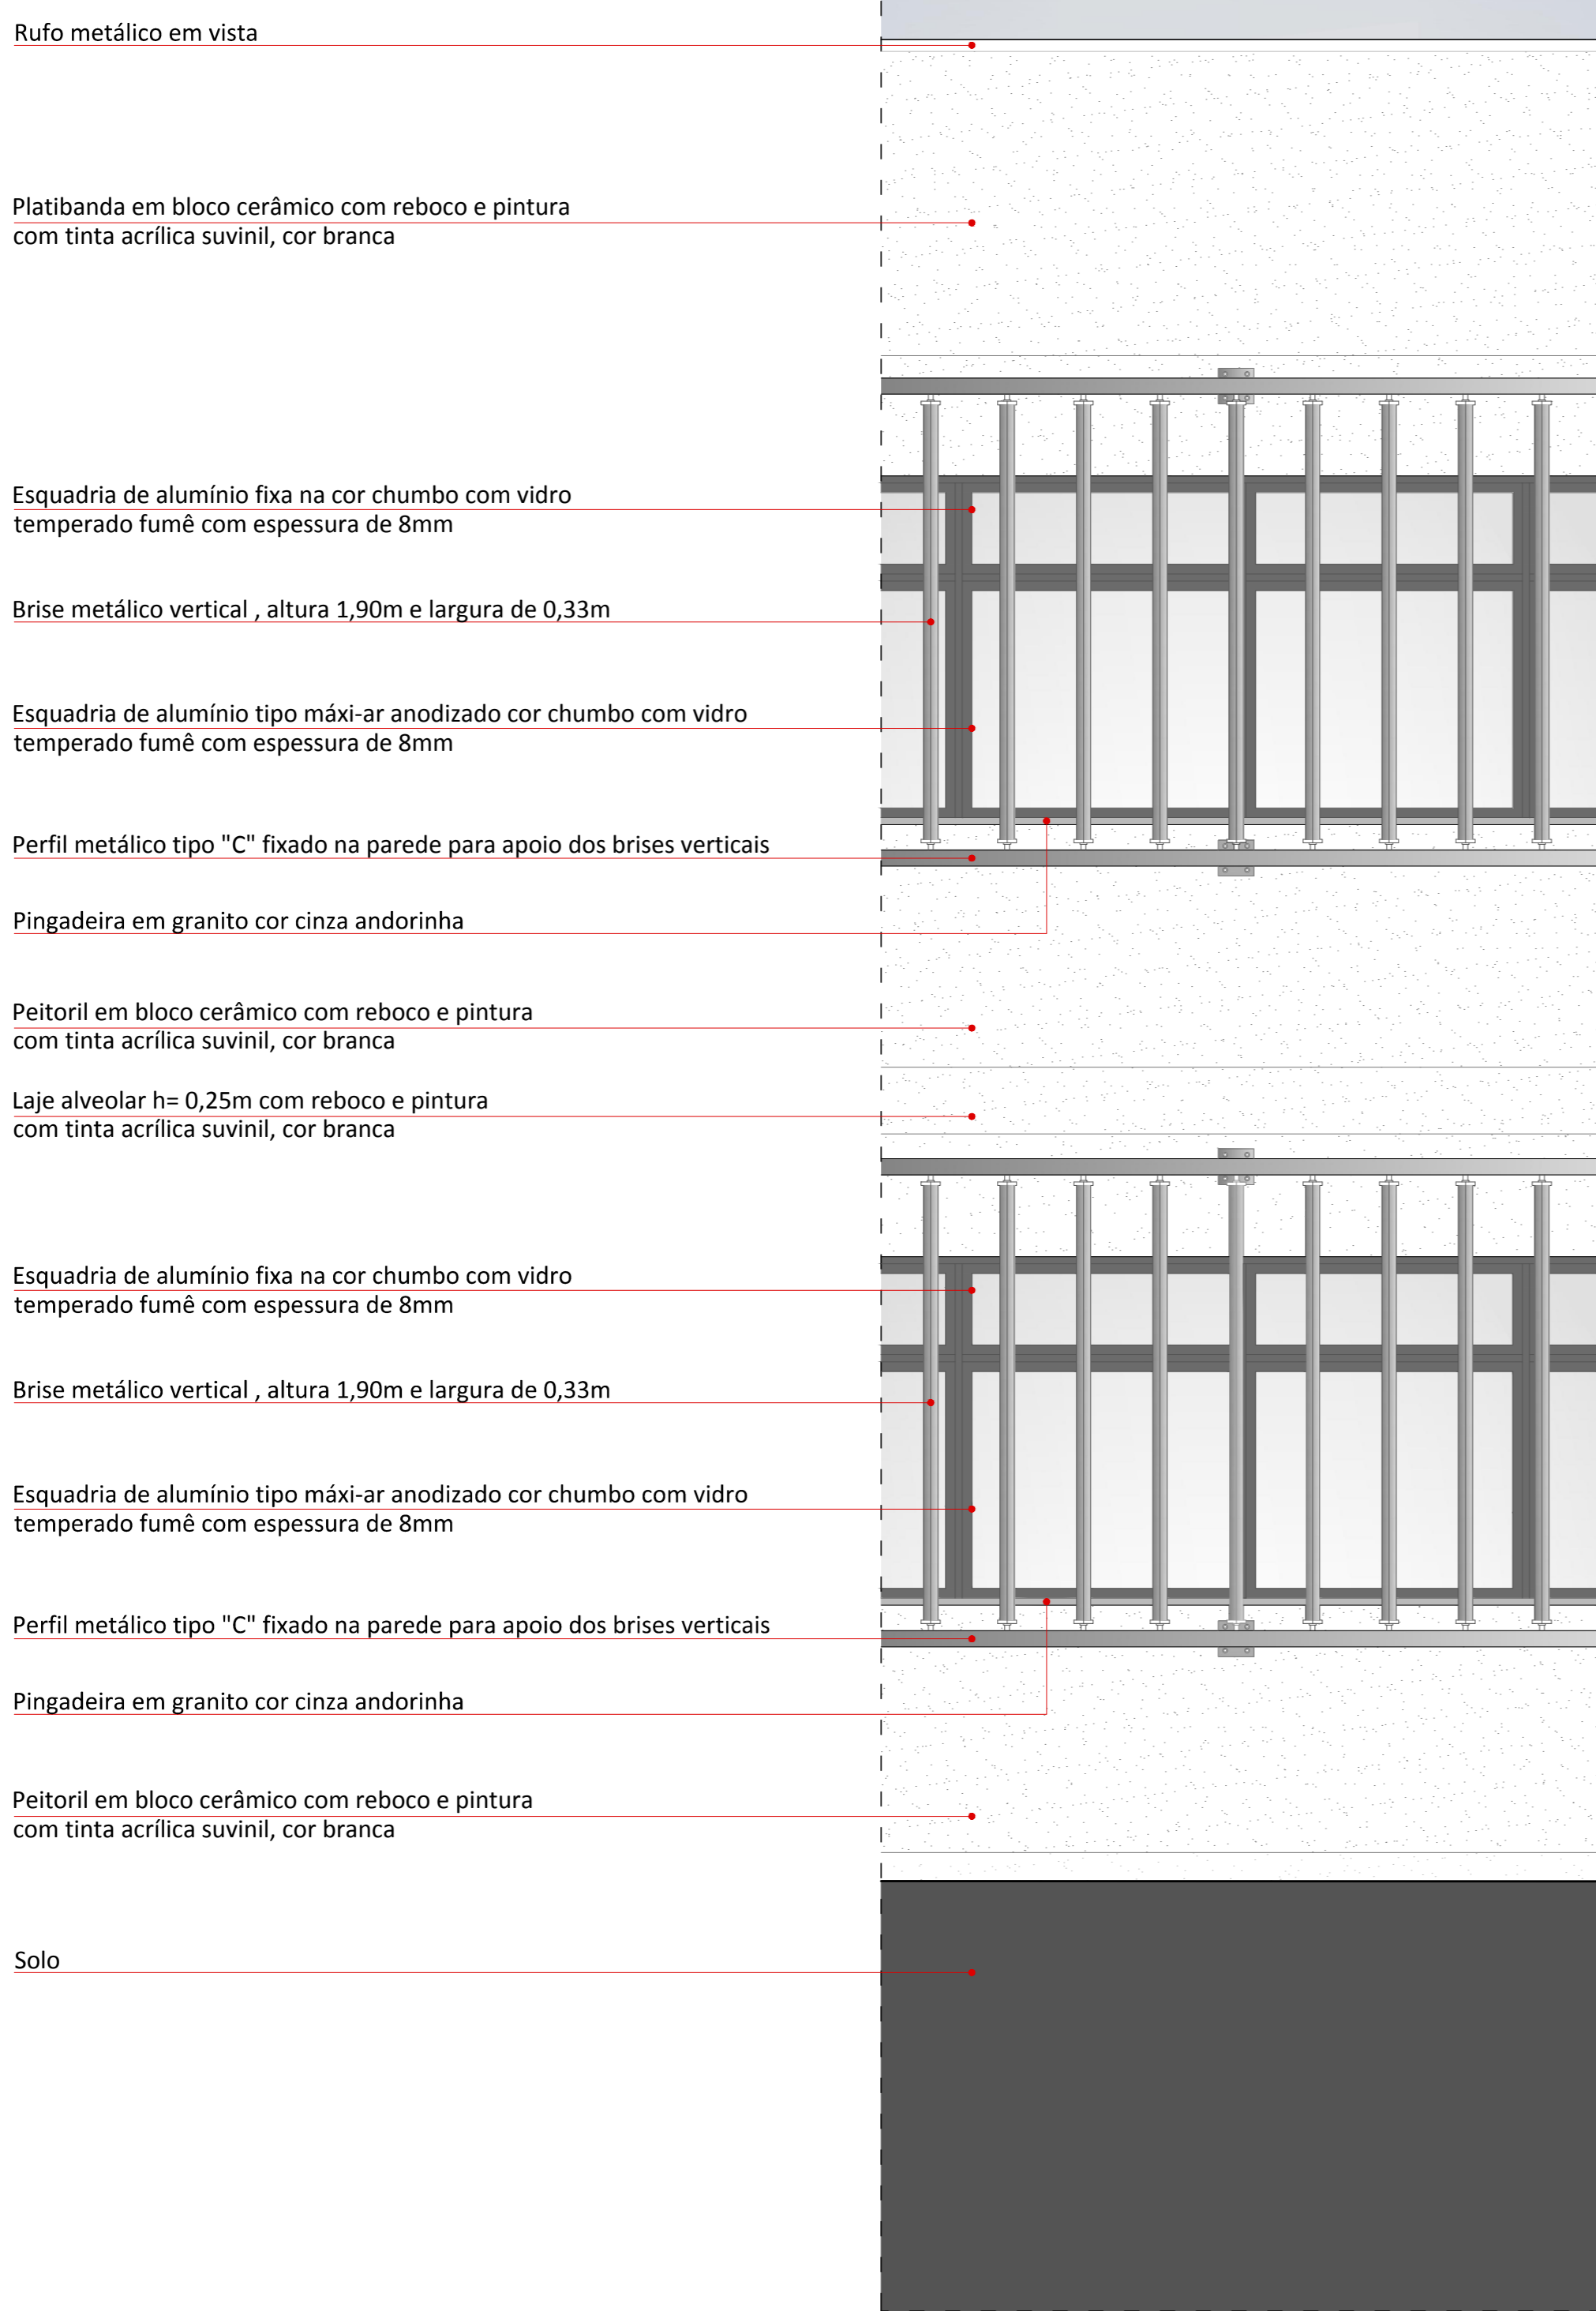 Rufo metálico em vista
Platibanda em bloco cerâmico com reboco e pintura
com tinta acrílica suvinil, cor branca
Esquadria de alumínio fixa na cor chumbo com vidro
temperado fumê com espessura de 8mm
Brise metálico vertical , altura 1,90m e largura de 0,33m
Esquadria de alumínio tipo máxi-ar anodizado cor chumbo com vidro
temperado fumê com espessura de 8mm
Perfil metálico tipo "C" fixado na parede para apoio dos brises verticais
Pingadeira em granito cor cinza andorinha
Peitoril em bloco cerâmico com reboco e pintura
com tinta acrílica suvinil, cor branca
Laje alveolar h= 0,25m com reboco e pintura
com tinta acrílica suvinil, cor branca
Esquadria de alumínio fixa na cor chumbo com vidro
temperado fumê com espessura de 8mm
Brise metálico vertical , altura 1,90m e largura de 0,33m
Esquadria de alumínio tipo máxi-ar anodizado cor chumbo com vidro
temperado fumê com espessura de 8mm
Perfil metálico tipo "C" fixado na parede para apoio dos brises verticais
Pingadeira em granito cor cinza andorinha
Peitoril em bloco cerâmico com reboco e pintura
com tinta acrílica suvinil, cor branca
Solo